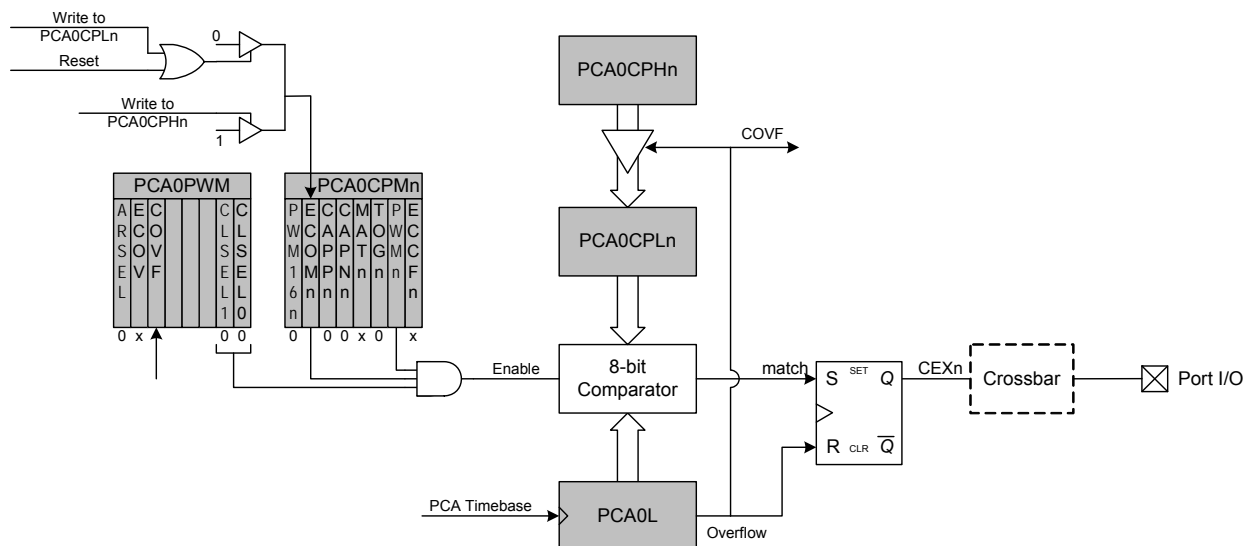 Write to
PCA0CPLn
Reset
0
Write to
PCA0CPHn
1
PCA0CPHn
COVF
PCA0PWM
ARSEL
ECOV
COVF
CLSEL1
CLSEL0
0 x 0 0
PCA0CPMn
PWM16n
ECOMn
CAPPn
CAPNn
MATn
TOGn
PWMn
ECCFn
0 0 0 x 0 x
PCA0CPLn
Enable
8-bit
Comparator
match
S SET Q
R CLR Q
CEXn
Crossbar
Port I/O
PCA Timebase
PCA0L
Overflow